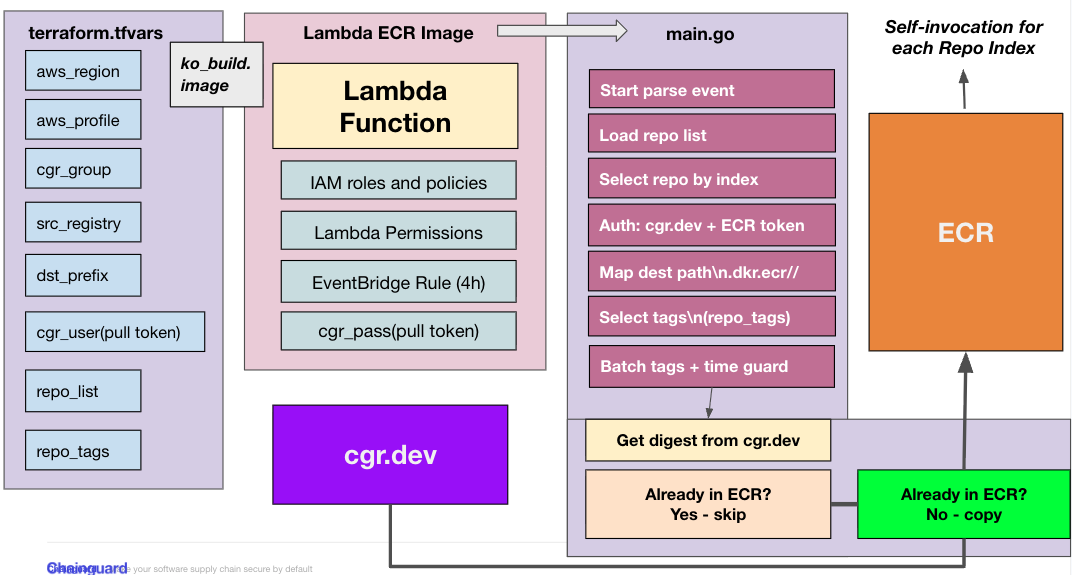 terraform.tfvars
aws_region
aws_profile
cgr_group
src_registry
dst_prefix
cgr_user(pull token)
repo_list
repo_tags
ko_build.
image
Lambda ECR Image
Lambda
Function
IAM roles and policies
Lambda Permissions
EventBridge Rule (4h)
cgr_pass(pull token)
cgr.dev
main.go
Start parse event
Load repo list
Select repo by index
Auth: cgr.dev + ECR token
Map dest path\n.dkr.ecr//
Select tags\n(repo_tags)
Batch tags + time guard
Get digest from cgr.dev
Already in ECR?
Yes - skip
Already in ECR?
No - copy
Self-invocation for
each Repo Index
ECR
Chainguard your software supply chain secure by default